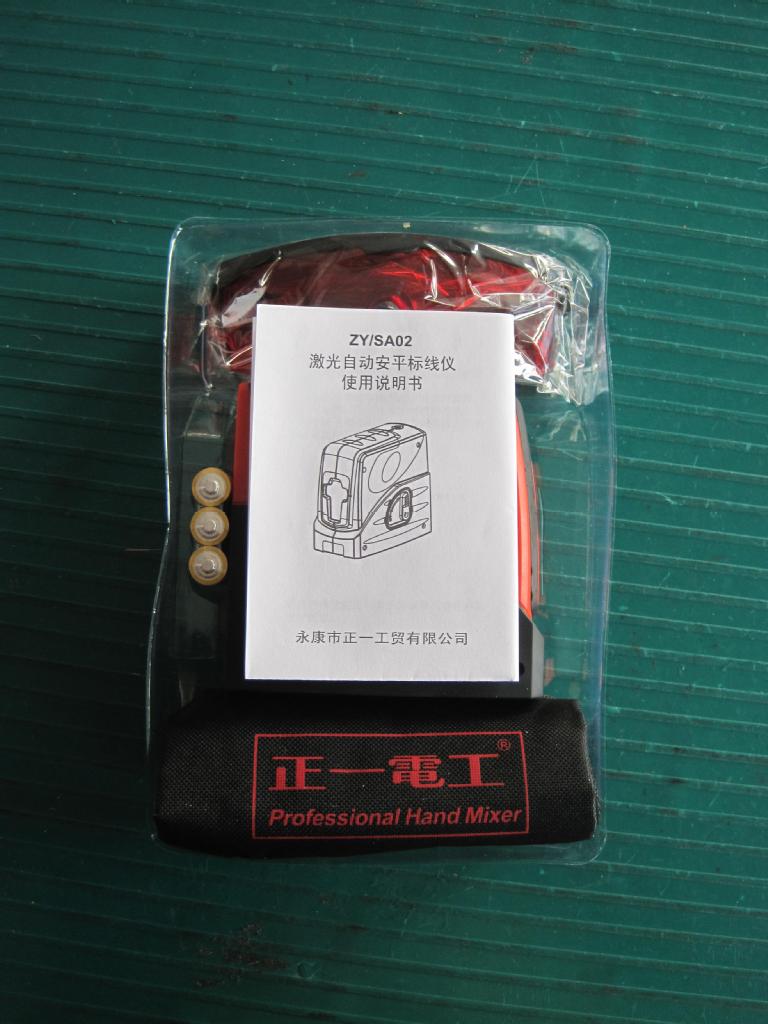 ZY/SA02
激光自动安平标线仪
使用说明书
永康市正一工贸有限公司
正一電工®
Professional Hand Mixer